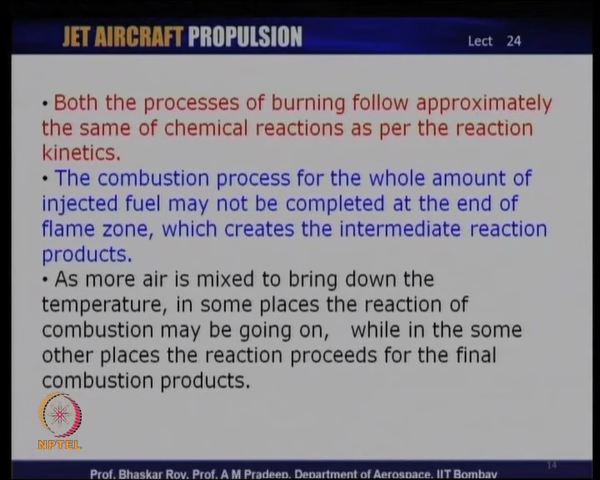 JET AIRCRAFT PROPULSION
Lect 24
• Both the processes of burning follow approximately
the same of chemical reactions as per the reaction
kinetics.
• The combustion process for the whole amount of
injected fuel may not be completed at the end of
flame zone, which creates the intermediate reaction
products.
• As more air is mixed to bring down the
temperature, in some places the reaction of
combustion may be going on, while in the some
other places the reaction proceeds for the final
combustion products.
NPTEL
14
Prof. Bhaskar Roy, Prof. A M Pradeep, Department of Aerospace, IIT Bombay